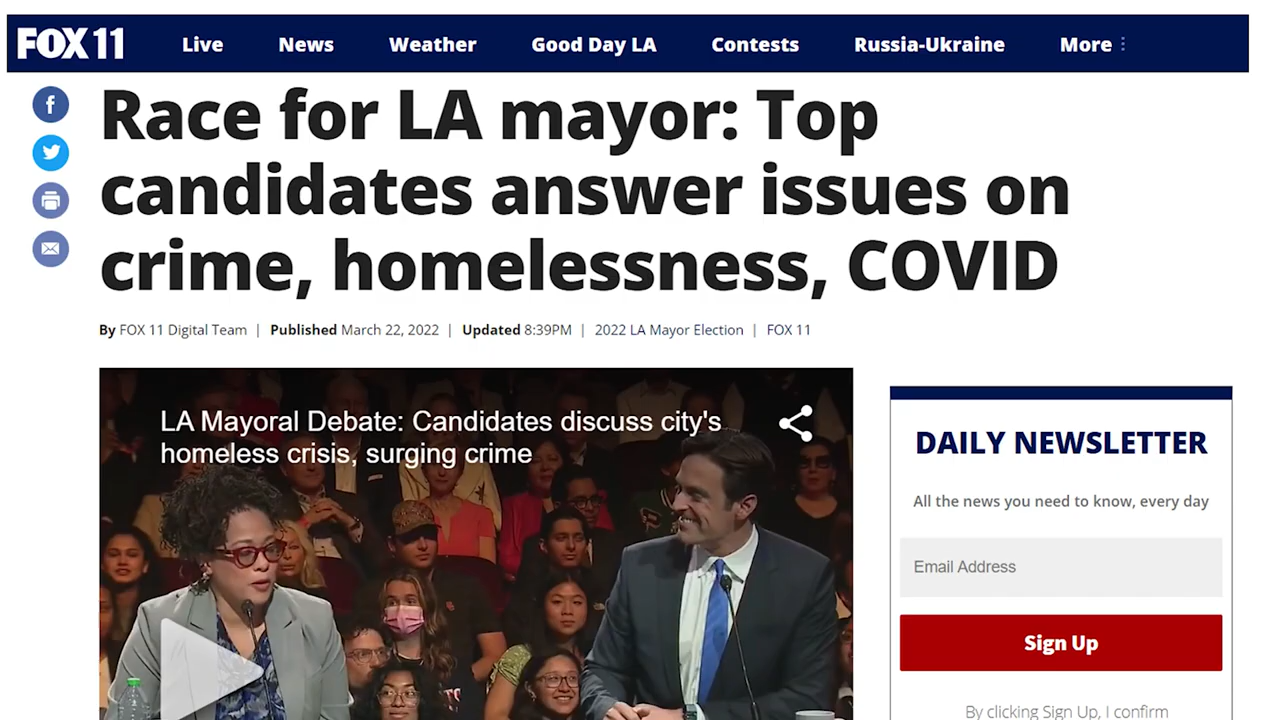 FOX 11
Live News Weather Good Day LA Contests Russia-Ukraine More
Race for LA mayor: Top
candidates answer issues on
crime, homelessness, COVID
By FOX 11 Digital Team | Published March 22, 2022 | Updated 8:39PM | 2022 LA Mayor Election | FOX 11
LA Mayoral Debate: Candidates discuss city's
homeless crisis, surging crime
DAILY NEWSLETTER
All the news you need to know, every day
Email Address
Sign Up
By clicking Sign Up, I confirm